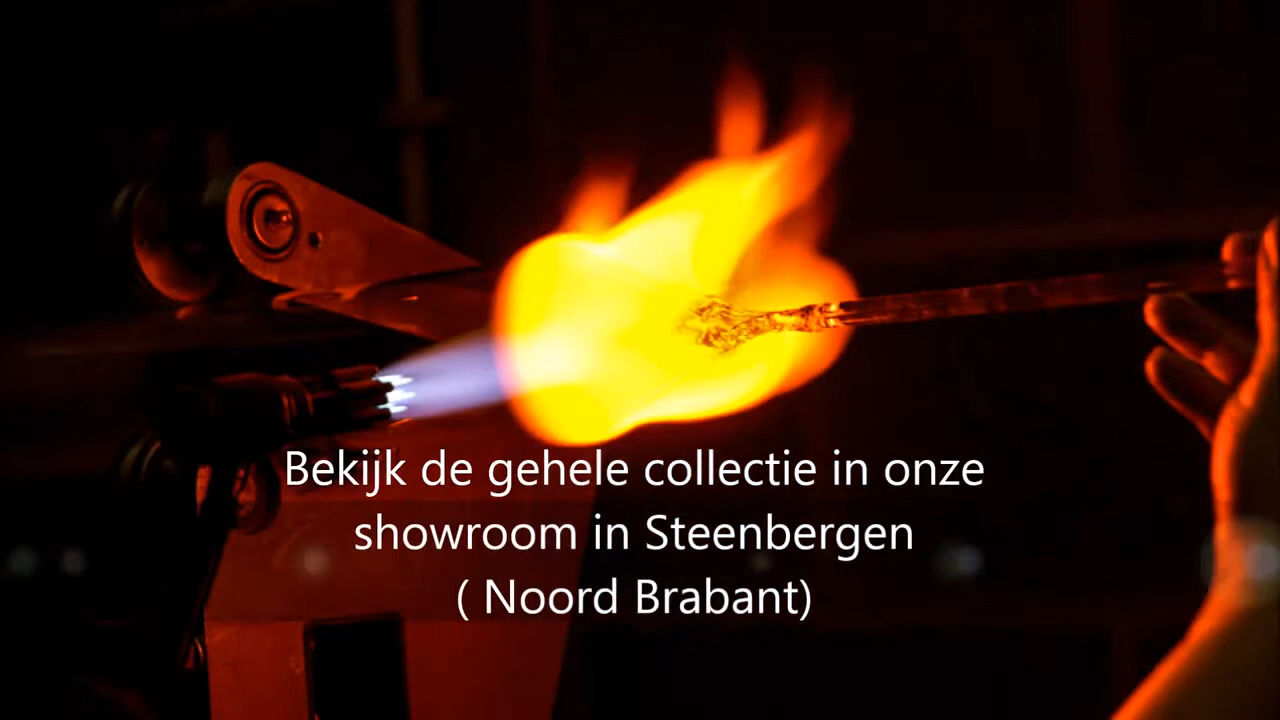 Bekijk de gehele collectie in onze
showroom in Steenbergen
( Noord Brabant)